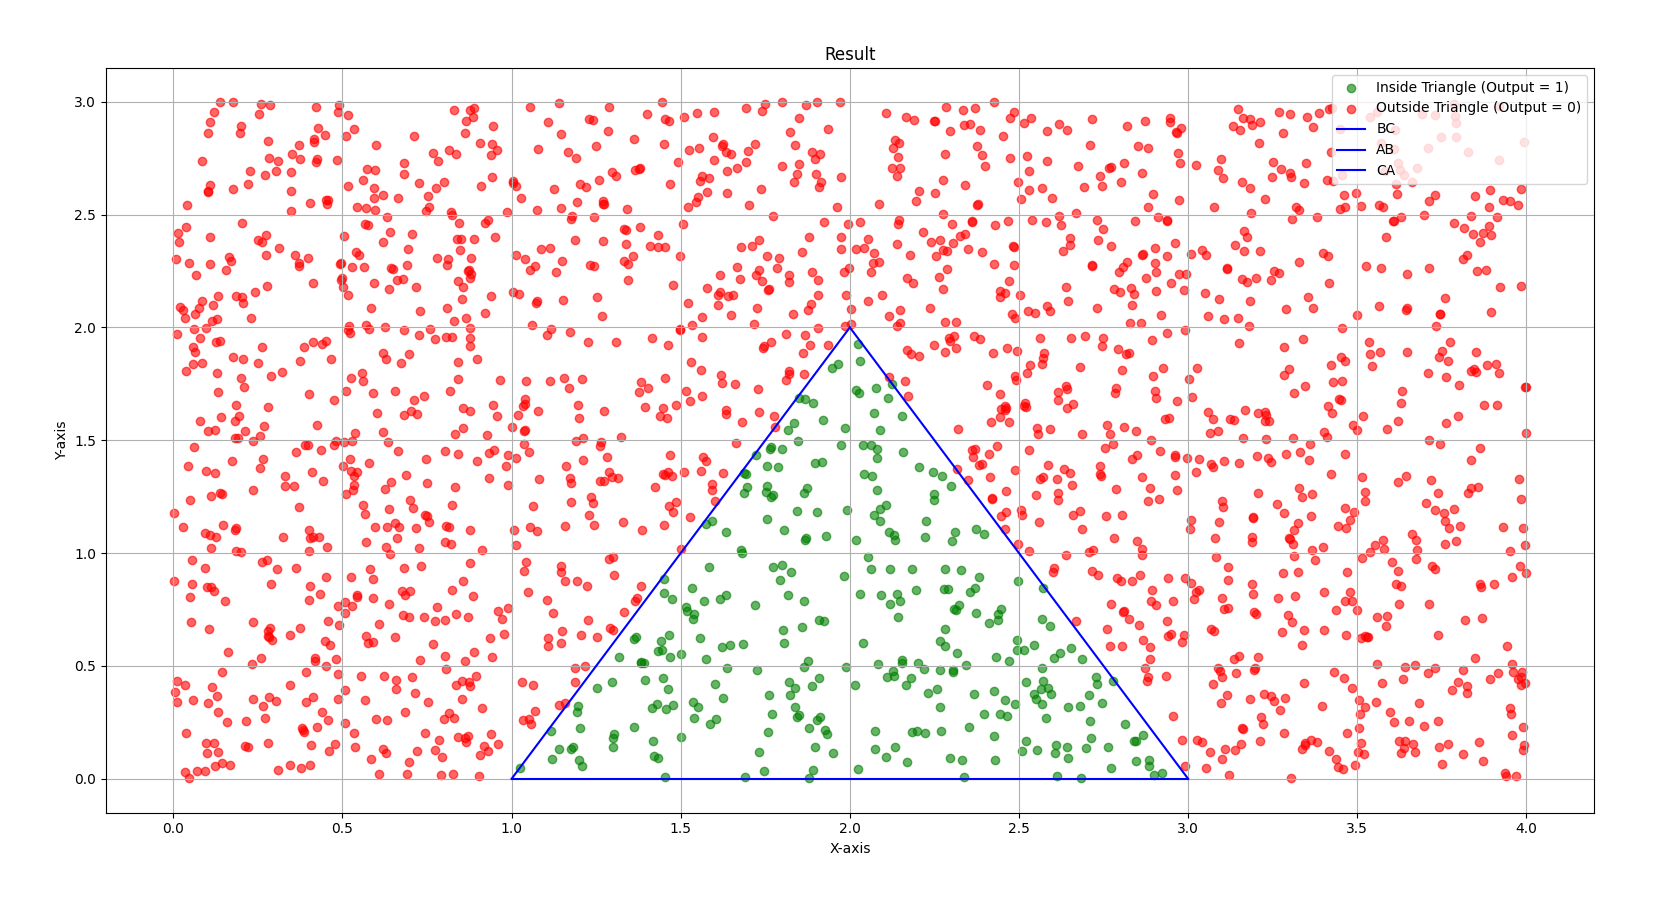 Result
Inside Triangle (Output = 1)
Outside Triangle (Output = 0)
BC
AB
CA
3.0
2.5
2.0
1.5
1.0
0.5
0.0
Y-axis
0.0 0.5 1.0 1.5 2.0 2.5 3.0 3.5 4.0
X-axis